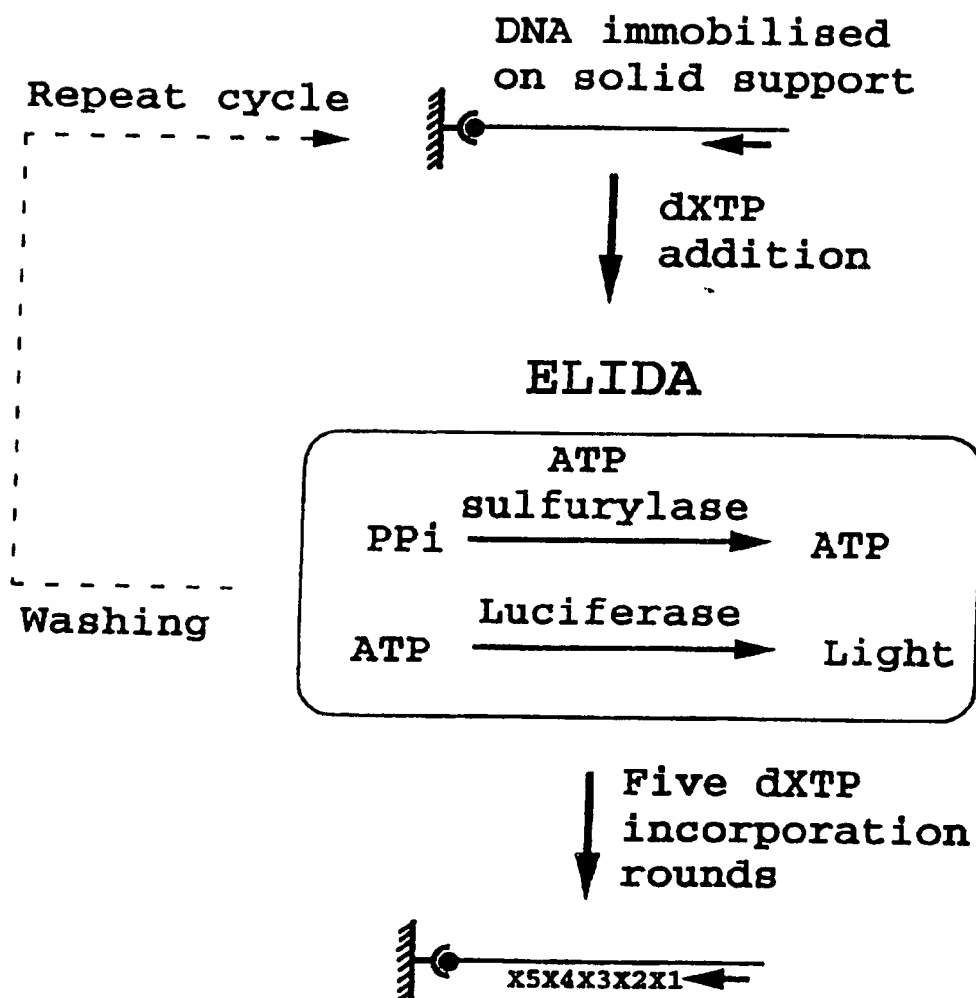 DNA immobilised
on solid support
Repeat cycle
dXTP
addition
ELIDA
ATP
sulfurylase
PPi
ATP
Washing
Luciferase
ATP
Light
Five dXTP
incorporation
rounds
X5X4X3X2X1